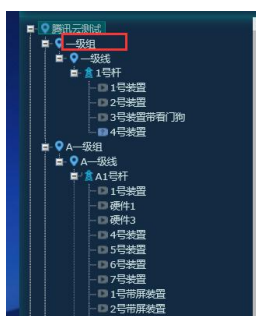 腾讯云测试
一级组
一级线
1号杆
1号装置
2号装置
3号装置带看门狗
4号装置
A一级组
A一级线
A1号杆
1号装置
硬件1
硬件3
4号装置
5号装置
6号装置
7号装置
1号带屏装置
2号带屏装置